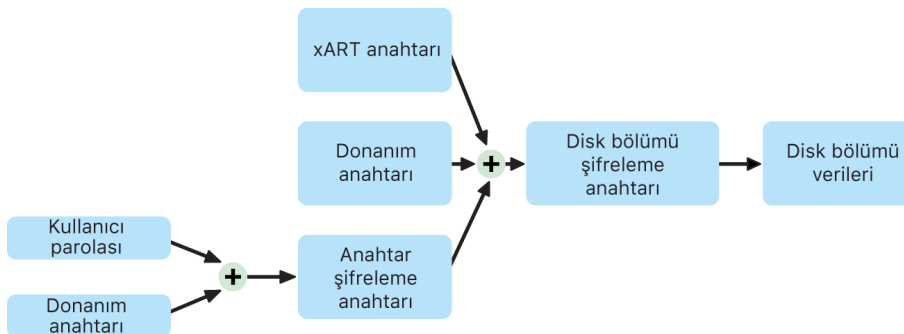 xART anahtarı
Donanım
anahtarı
Disk bölümü
şifreleme
anahtarı
Disk bölümü
verileri
Kullanıcı
parolası
Donanım
anahtarı
Anahtar
şifreleme
anahtarı
+
+